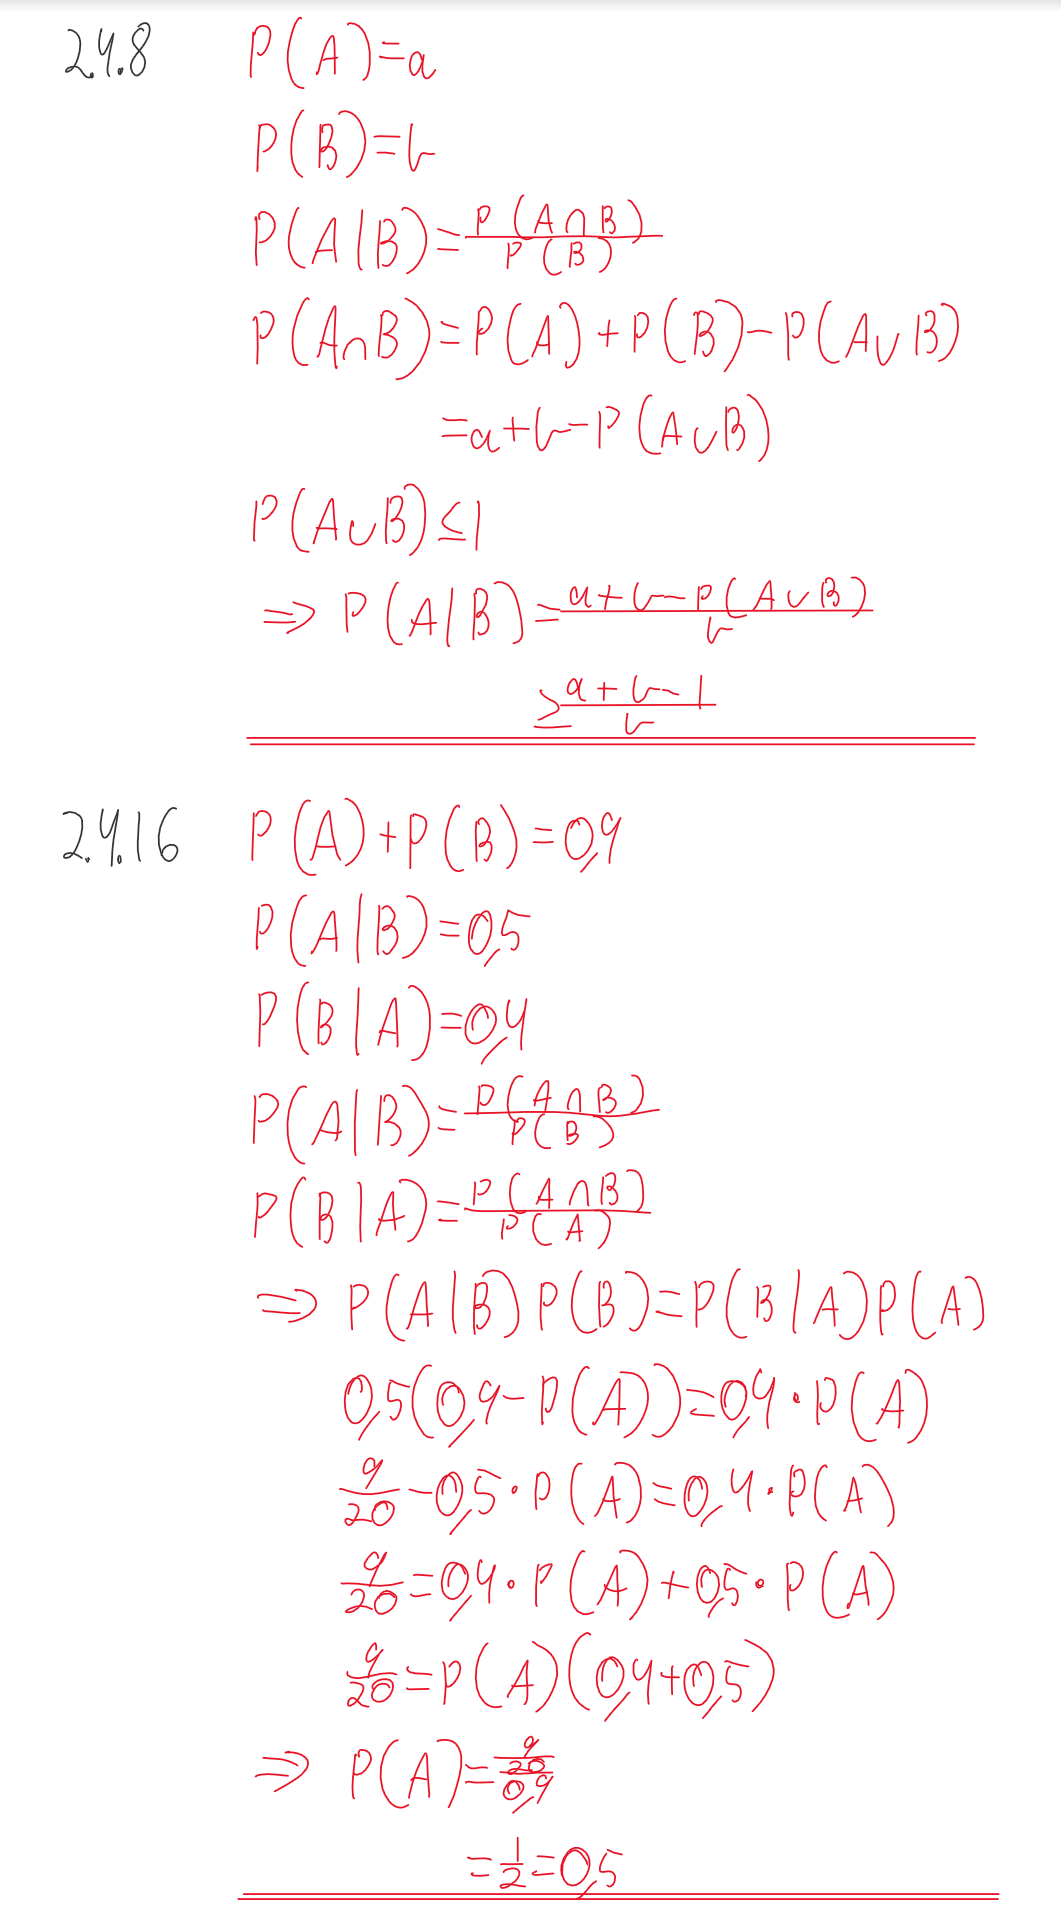 2.4.8 P(A)=a
P(B)=b
P(A|B)=P(A∩B)/P(B)
P(A∩B)=P(A)+P(B)-P(A∪B)
=a+b-P(A∪B)
P(A∪B)≤1
⇒ P(A|B)=(a+b-P(A∪B))/b
≥(a+b-1)/b
2.4.16 P(A)+P(B)=0,9
P(A|B)=0,5
P(B|A)=0,4
P(A|B)=P(A∩B)/P(B)
P(B|A)=P(A∩B)/P(A)
⇒ P(A|B)P(B)=P(B|A)P(A)
0,5(0,9-P(A))=0,4·P(A)
9/20-0,5·P(A)=0,4·P(A)
9/20=0,4·P(A)+0,5·P(A)
9/20=P(A)(0,4+0,5)
⇒ P(A)=(9/20)/0,9
=1/2=0,5